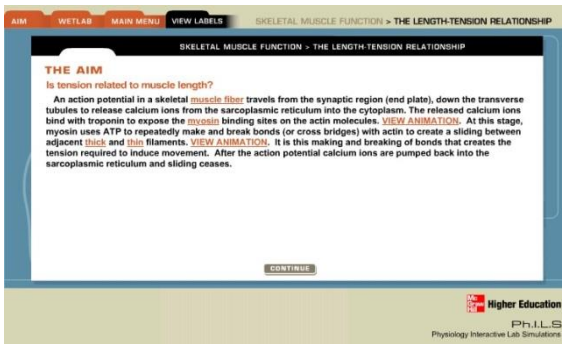 AIM WETLAB MAIN MENU VIEW LABELS SKELETAL MUSCLE FUNCTION > THE LENGTH-TENSION RELATIONSHIP
SKELETAL MUSCLE FUNCTION > THE LENGTH-TENSION RELATIONSHIP
THE AIM
Is tension related to muscle length?
An action potential in a skeletal muscle fiber travels from the synaptic region (end plate), down the transverse
tubules to release calcium ions from the sarcoplasmic reticulum into the cytoplasm. The released calcium ions
bind with troponin to expose the myosin binding sites on the actin molecules. VIEW ANIMATION. At this stage,
myosin uses ATP to repeatedly make and break bonds (or cross bridges) with actin to create a sliding between
adjacent thick and thin filaments. VIEW ANIMATION. It is this making and breaking of bonds that creates the
tension required to induce movement. After the action potential calcium ions are pumped back into the
sarcoplasmic reticulum and sliding ceases.
CONTINUE
Mc
Graw
Hill
Higher Education
Ph.I.L.S
Physiology Interactive Lab Simulations